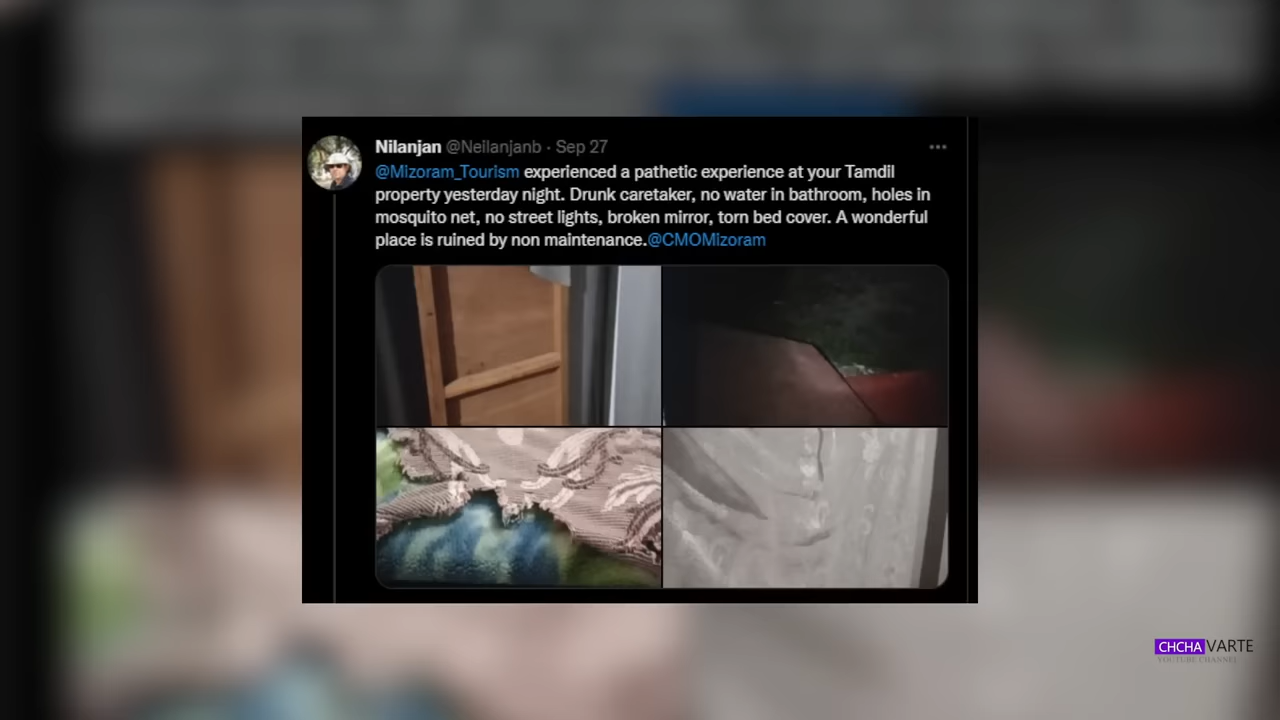 Nilanjan @Neilanjanb · Sep 27
@Mizoram_Tourism experienced a pathetic experience at your Tamdil
property yesterday night. Drunk caretaker, no water in bathroom, holes in
mosquito net, no street lights, broken mirror, torn bed cover. A wonderful
place is ruined by non maintenance.@CMOMizoram
CHCHAVARTE
YOUTUBE CHANNEL